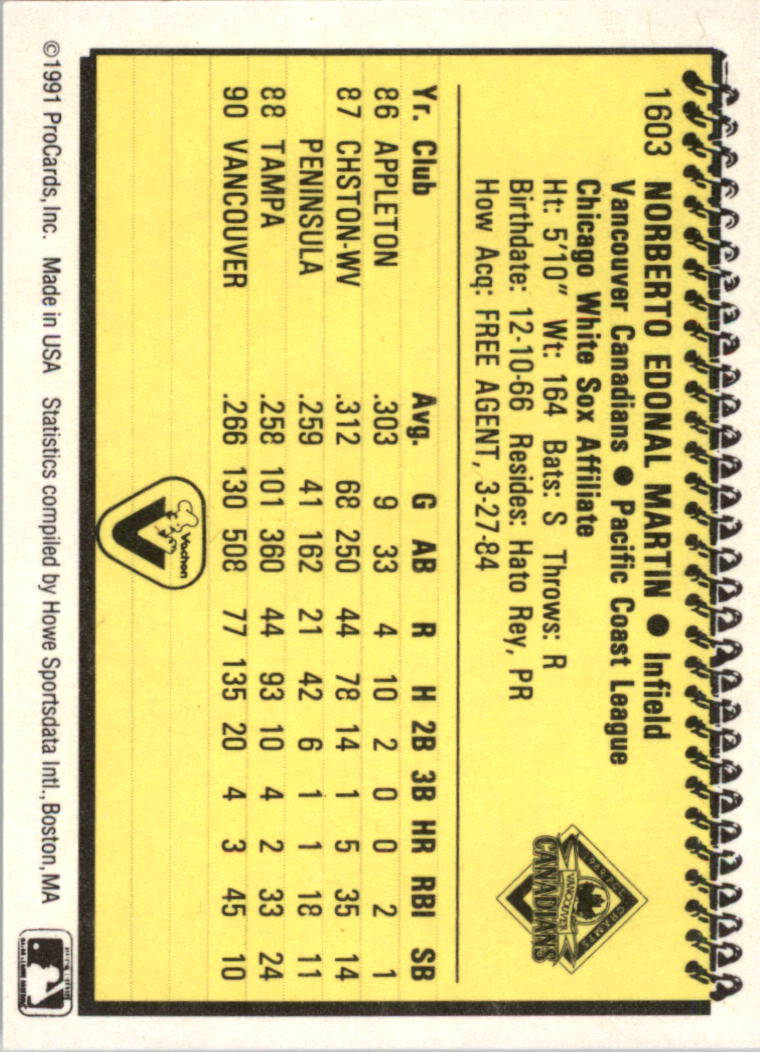 1603 NORBERTO EDONAL MARTIN ● Infield
Vancouver Canadians ● Pacific Coast League
Chicago White Sox Affiliate
Ht: 5'10" Wt: 164 Bats: S Throws: R
Birthdate: 12-10-66 Resides: Hato Rey, PR
How Acq: FREE AGENT, 3-27-84
VANCOUVER
CANADIANS
Yr. Club Avg. G AB R H 2B 3B HR RBI SB
86 APPLETON .303 9 33 4 10 2 0 0 2 1
87 CHSTON-WV .312 68 250 44 78 14 1 5 35 14
PENINSULA .259 41 162 21 42 6 1 1 18 11
88 TAMPA .258 101 360 44 93 10 4 2 33 24
90 VANCOUVER .266 130 508 77 135 20 4 3 45 10
Vachon
V
©1991 ProCards, Inc. Made in USA Statistics compiled by Howe Sportsdata Intl., Boston, MA